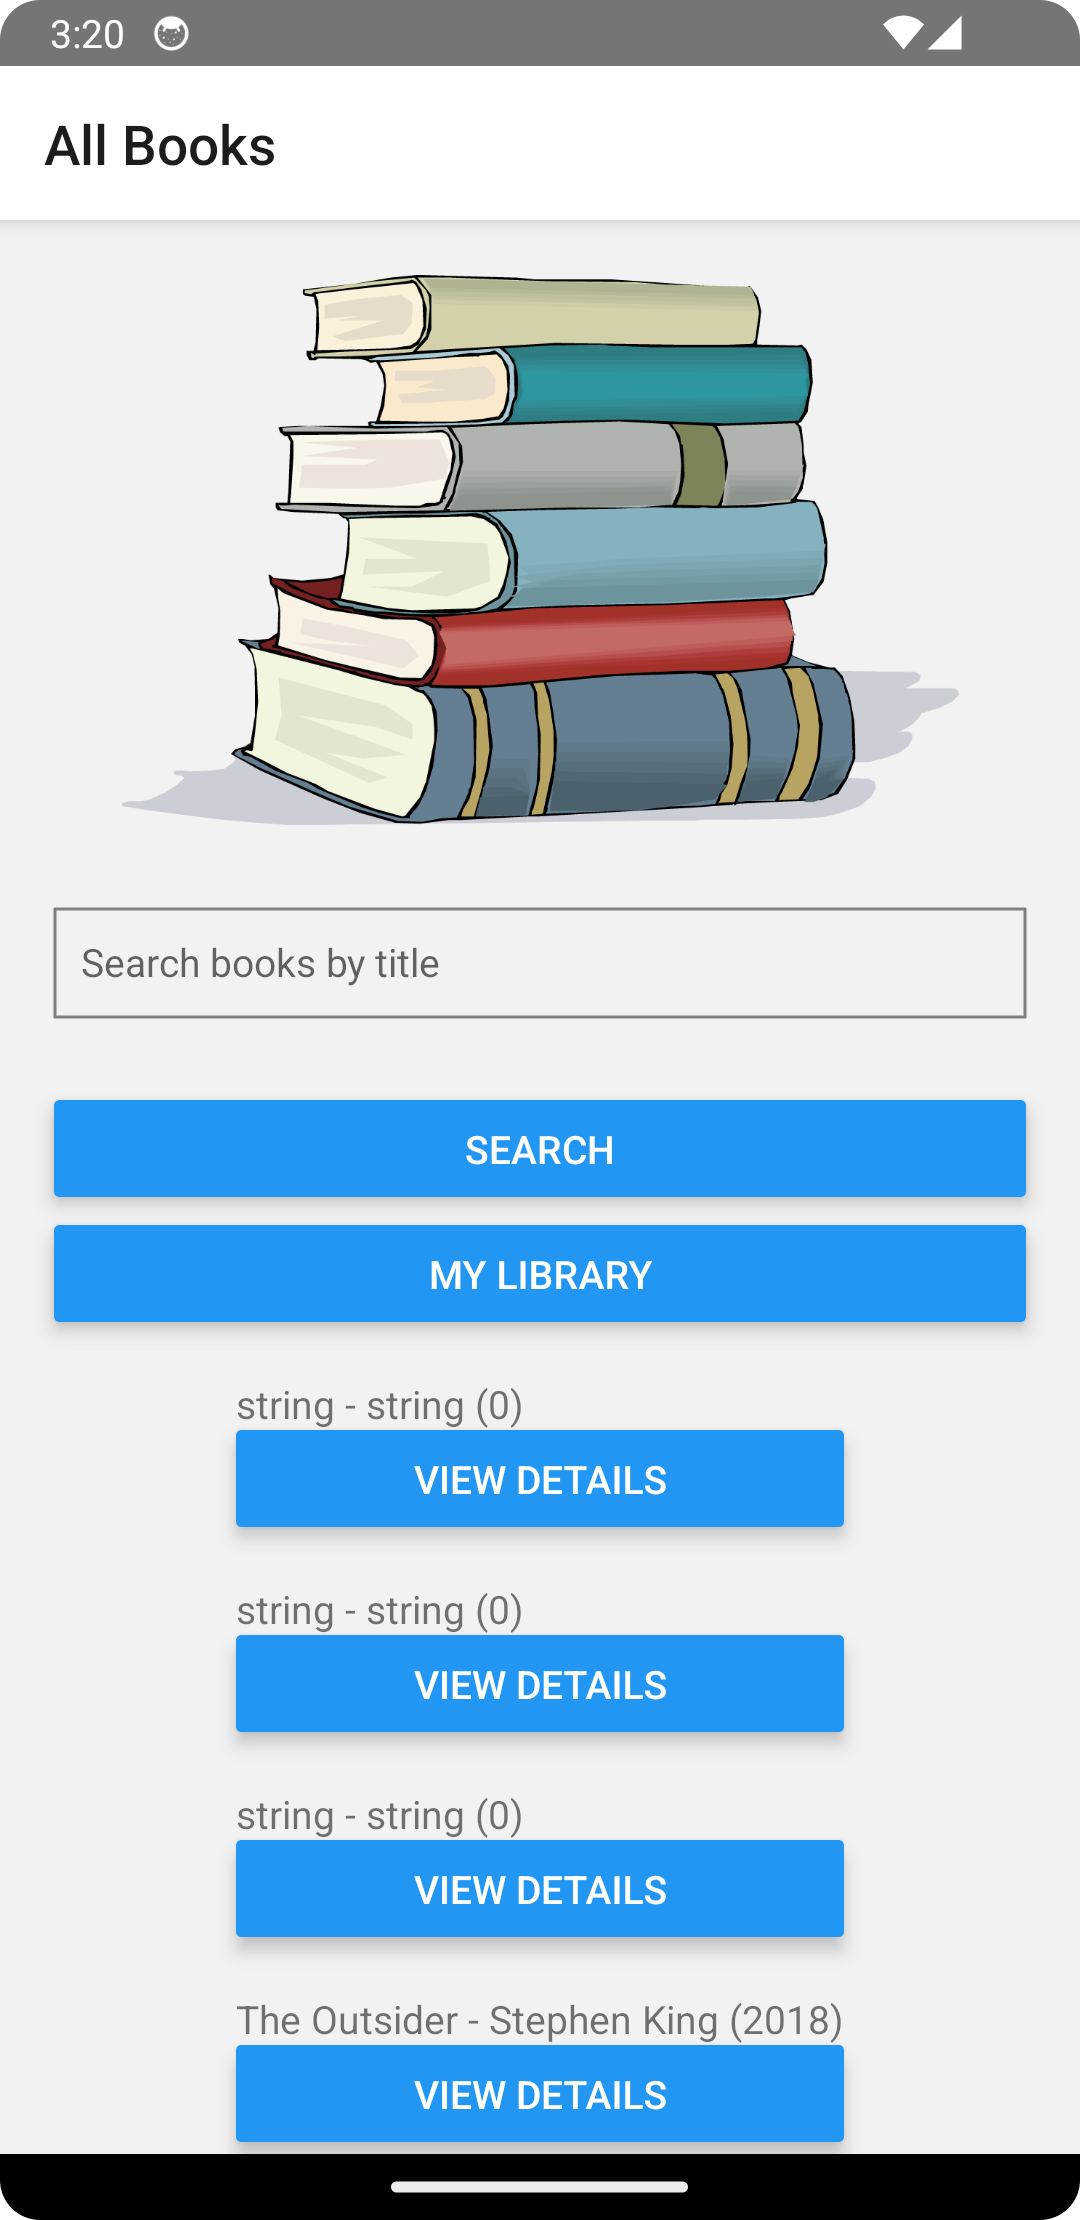 3:20
All Books
Search books by title
SEARCH
MY LIBRARY
string - string (0)
VIEW DETAILS
string - string (0)
VIEW DETAILS
string - string (0)
VIEW DETAILS
The Outsider - Stephen King (2018)
VIEW DETAILS